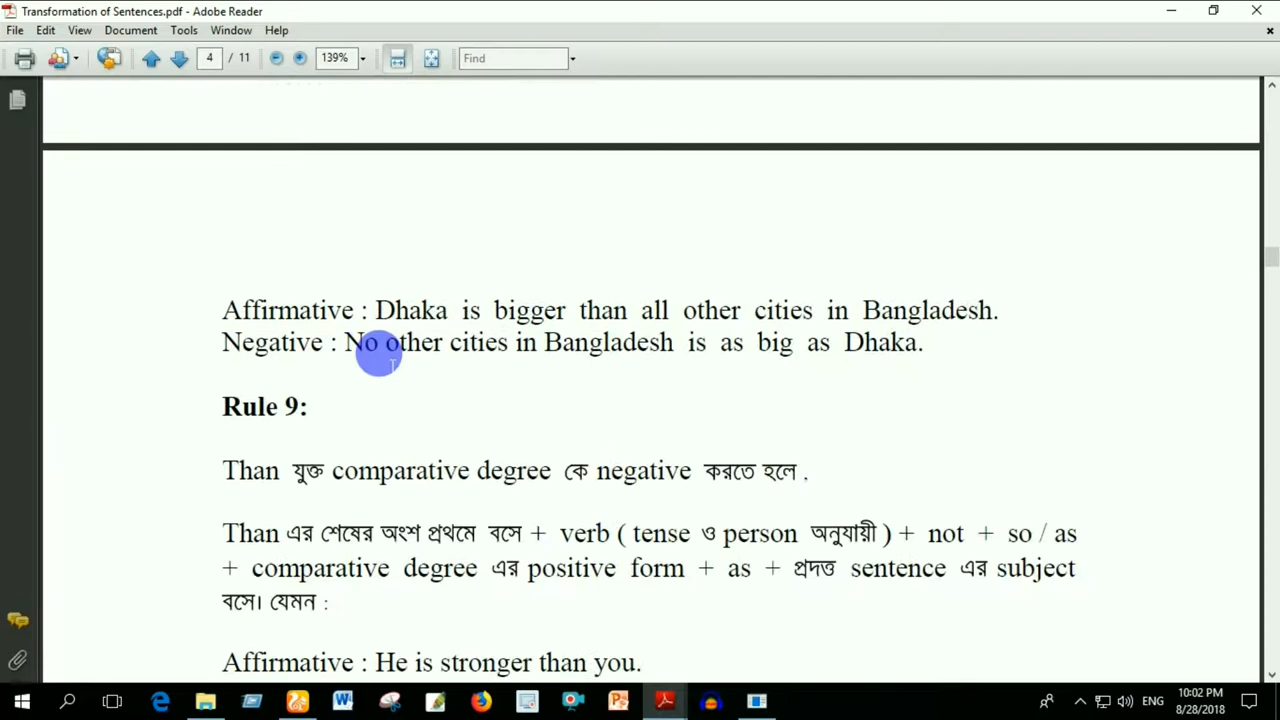 Transformation of Sentences.pdf - Adobe Reader
File Edit View Document Tools Window Help
4 / 11 139% Find
Affirmative : Dhaka is bigger than all other cities in Bangladesh.
Negative : No other cities in Bangladesh is as big as Dhaka.
Rule 9:
Than যুক্ত comparative degree কে negative করতে হলে .
Than এর শেষের অংশ প্রথমে বসে + verb ( tense ও person অনুযায়ী ) + not + so / as
+ comparative degree এর positive form + as + প্রদত্ত sentence এর subject
বসে। যেমন :
Affirmative : He is stronger than you.
ENG
10:02 PM
8/28/2018